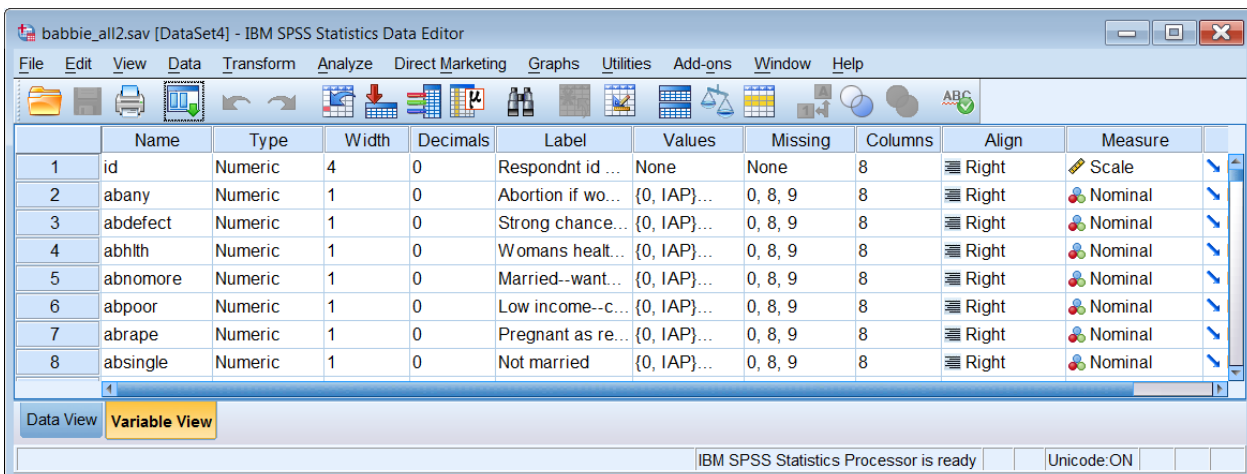 babbie_all2.sav [DataSet4] - IBM SPSS Statistics Data Editor
File Edit View Data Transform Analyze Direct Marketing Graphs Utilities Add-ons Window Help
Name Type Width Decimals Label Values Missing Columns Align Measure
1 id Numeric 4 0 Respondnt id ... None None 8 Right Scale
2 abany Numeric 1 0 Abortion if wo... {0, IAP}... 0, 8, 9 8 Right Nominal
3 abdefect Numeric 1 0 Strong chance... {0, IAP}... 0, 8, 9 8 Right Nominal
4 abhlth Numeric 1 0 Womans healt... {0, IAP}... 0, 8, 9 8 Right Nominal
5 abnomore Numeric 1 0 Married--want... {0, IAP}... 0, 8, 9 8 Right Nominal
6 abpoor Numeric 1 0 Low income--c... {0, IAP}... 0, 8, 9 8 Right Nominal
7 abrape Numeric 1 0 Pregnant as re... {0, IAP}... 0, 8, 9 8 Right Nominal
8 absingle Numeric 1 0 Not married {0, IAP}... 0, 8, 9 8 Right Nominal
Data View Variable View
IBM SPSS Statistics Processor is ready Unicode:ON